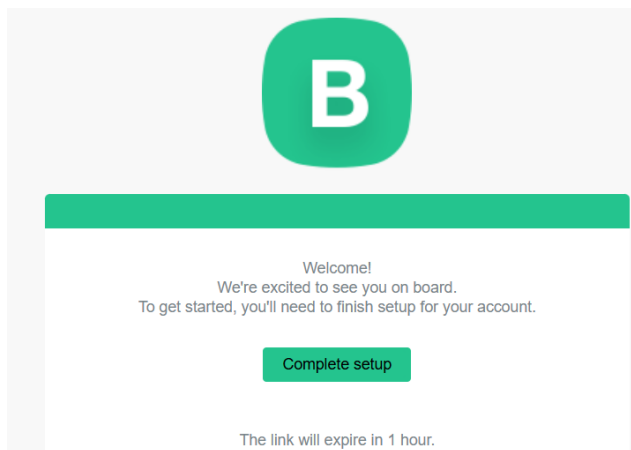 B
Welcome!
We're excited to see you on board.
To get started, you'll need to finish setup for your account.
Complete setup
The link will expire in 1 hour.